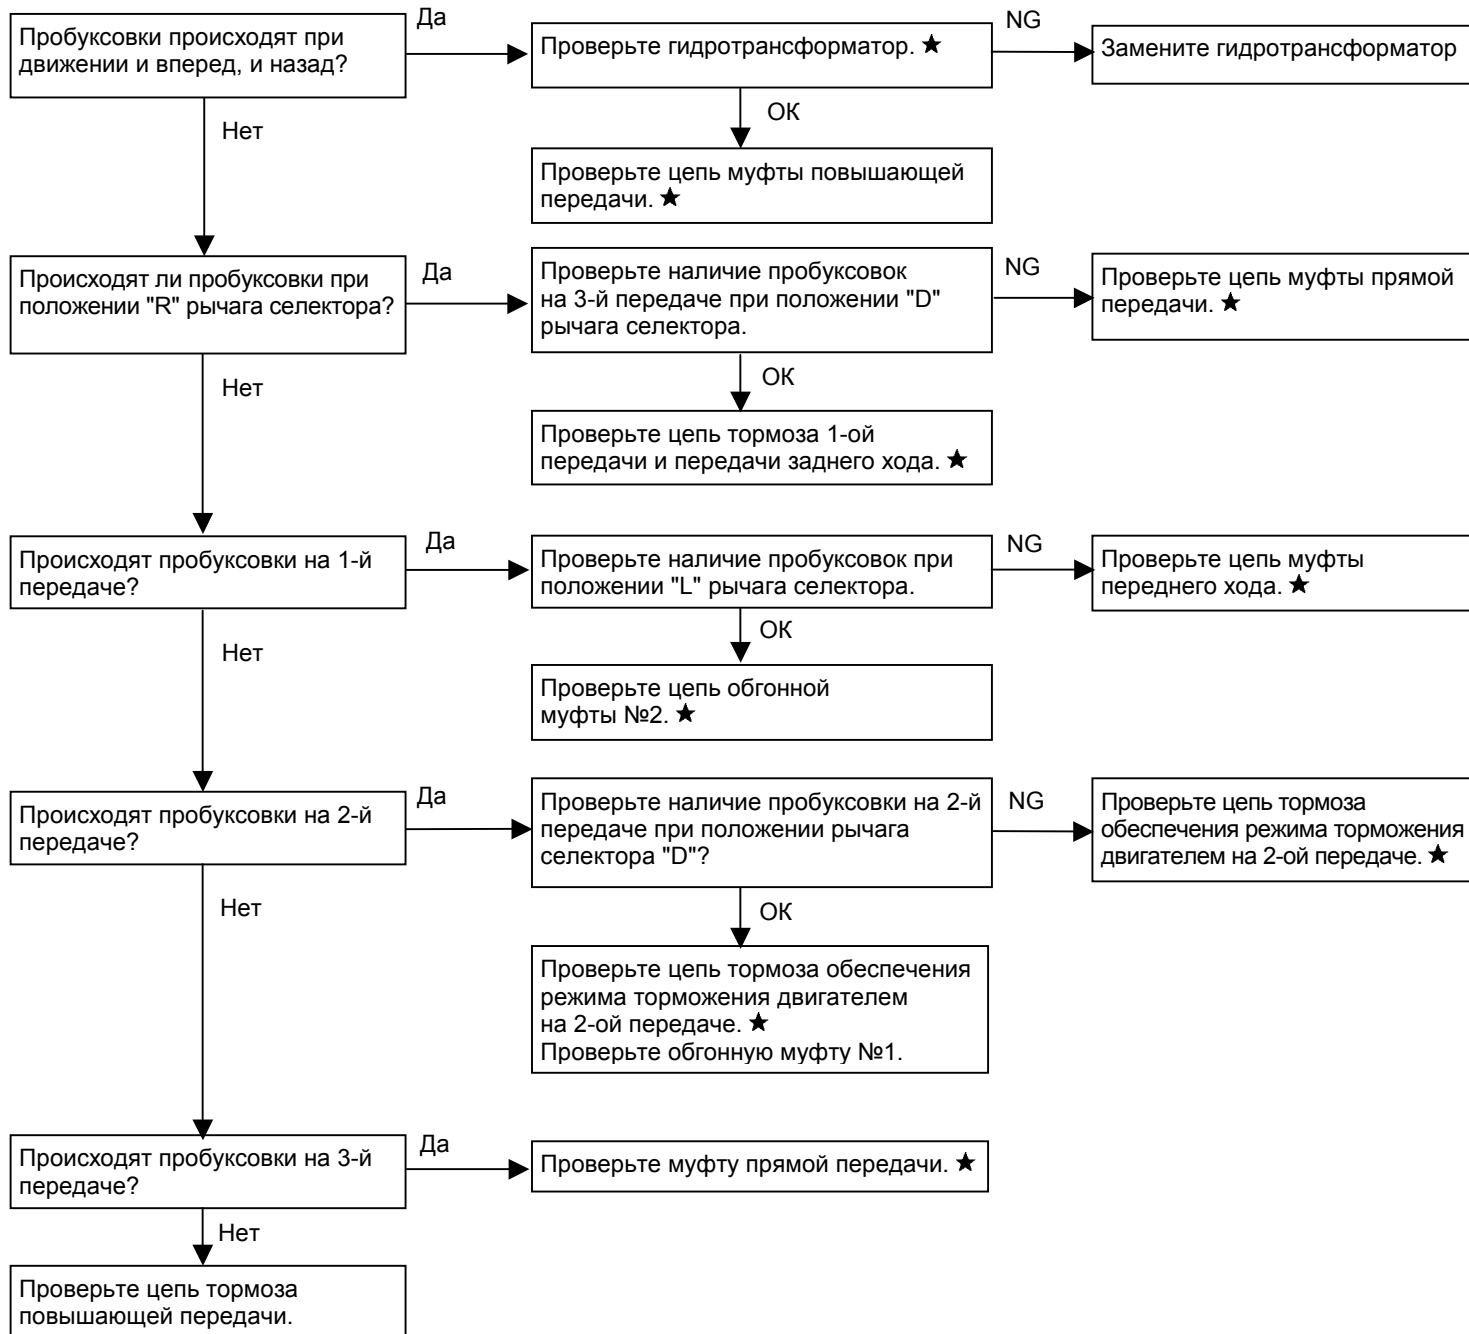 Пробуксовки происходят при
движении и вперед, и назад?
Да
Проверьте гидротрансформатор. ★
NG
Замените гидротрансформатор
Нет
ОК
Проверьте цепь муфты повышающей
передачи. ★
Происходят ли пробуксовки при
положении "R" рычага селектора?
Да
Проверьте наличие пробуксовок
на 3-й передаче при положении "D"
рычага селектора.
NG
Проверьте цепь муфты прямой
передачи. ★
Нет
ОК
Проверьте цепь тормоза 1-ой
передачи и передачи заднего хода. ★
Происходят пробуксовки на 1-й
передаче?
Да
Проверьте наличие пробуксовок при
положении "L" рычага селектора.
NG
Проверьте цепь муфты
переднего хода. ★
Нет
ОК
Проверьте цепь обгонной
муфты №2. ★
Происходят пробуксовки на 2-й
передаче?
Да
Проверьте наличие пробуксовки на 2-й
передаче при положении рычага
селектора "D"?
NG
Проверьте цепь тормоза
обеспечения режима торможения
двигателем на 2-ой передаче. ★
Нет
ОК
Проверьте цепь тормоза обеспечения
режима торможения двигателем
на 2-ой передаче. ★
Проверьте обгонную муфту №1.
Происходят пробуксовки на 3-й
передаче?
Да
Проверьте муфту прямой передачи. ★
Нет
Проверьте цепь тормоза
повышающей передачи.